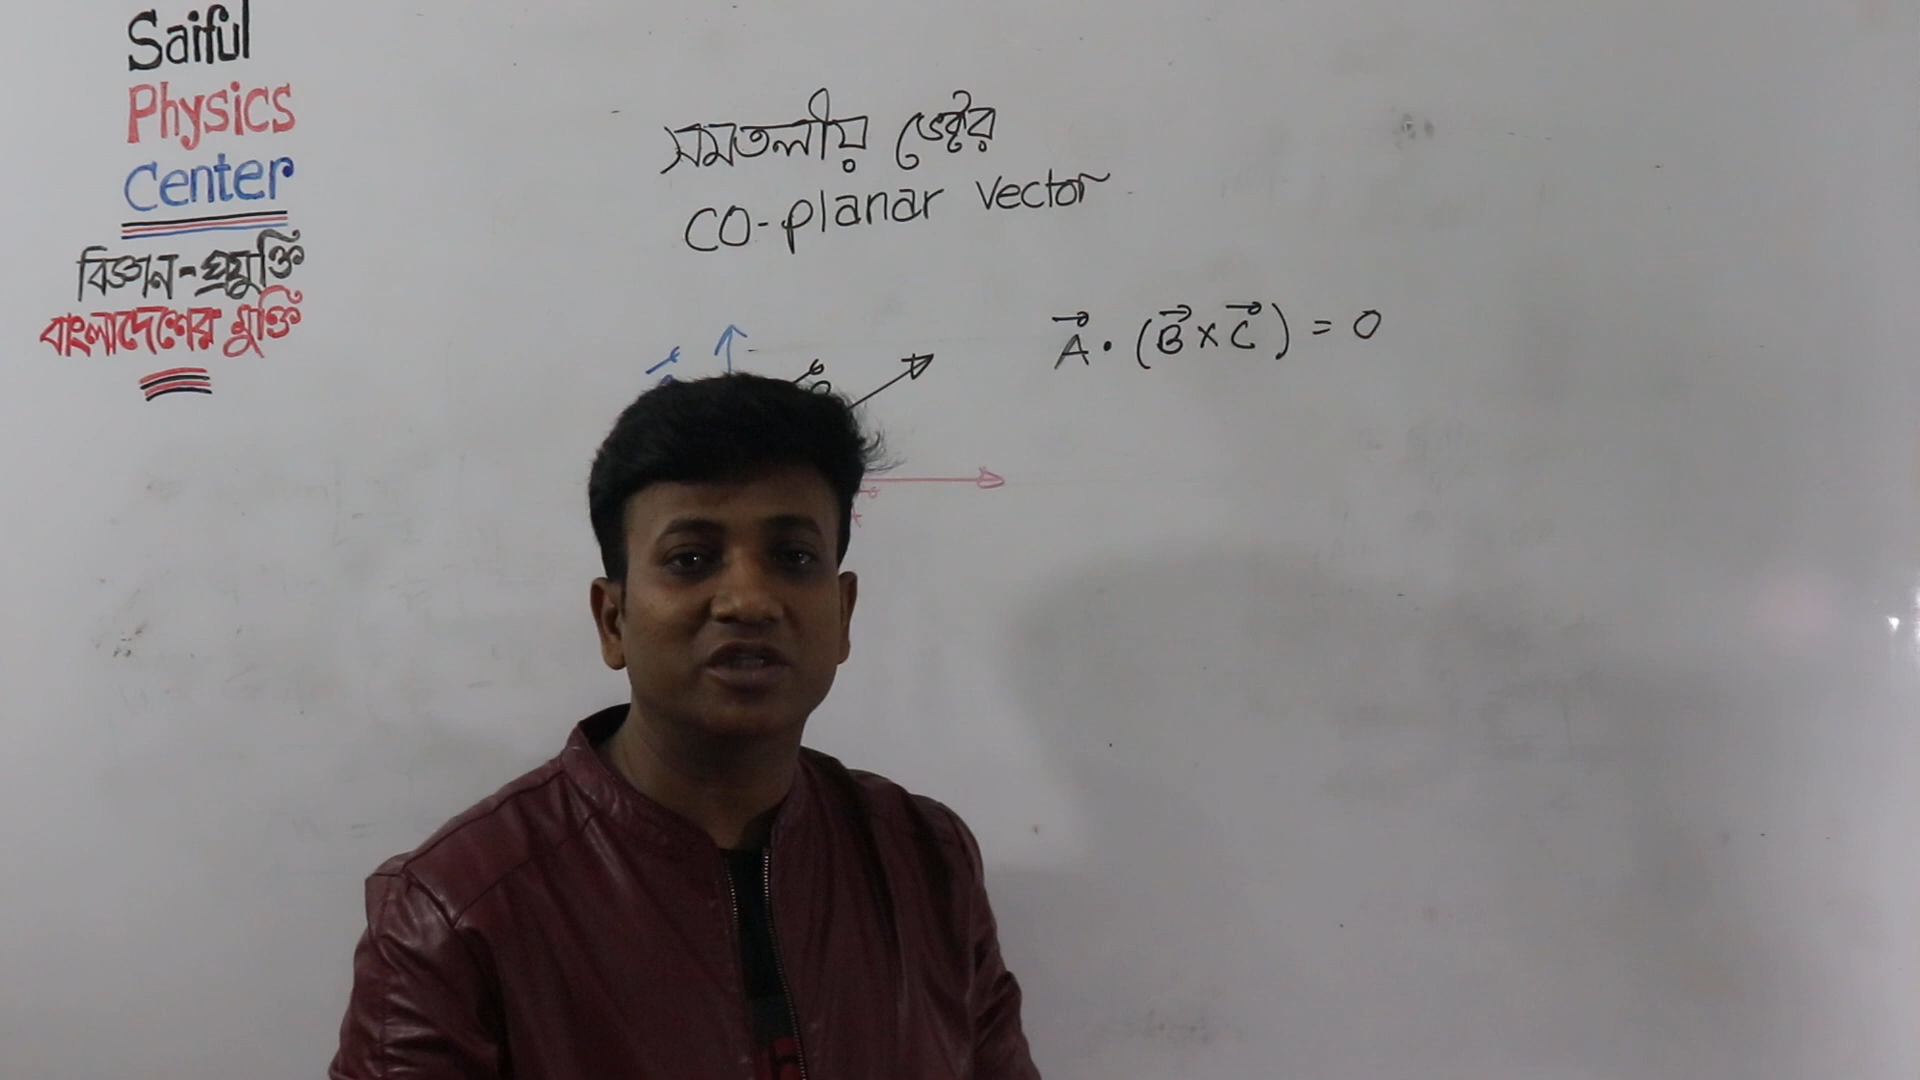 Saiful
Physics
Center
বিজ্ঞান-প্রযুক্তি
বাংলাদেশের মুক্তি
সমতলীয় ভেক্টর
CO-planar vector
A⃗ · (B⃗ × C⃗) = 0